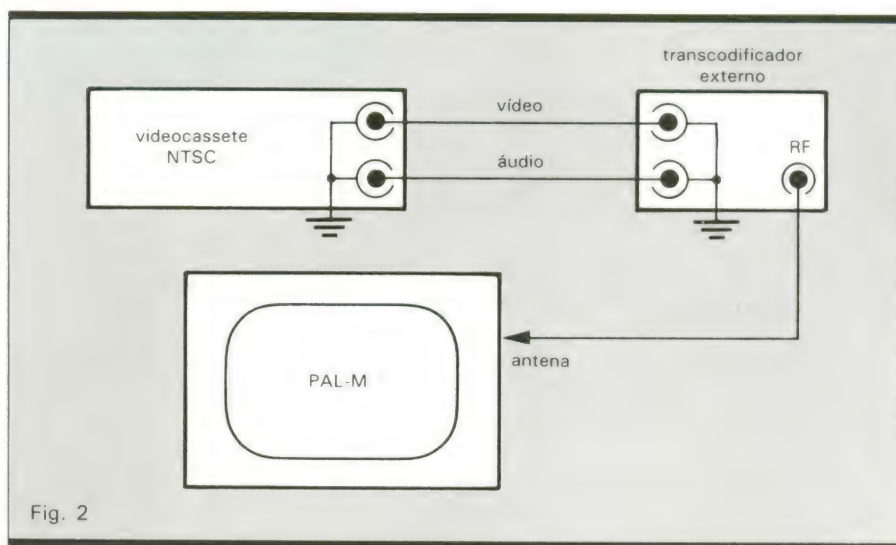 transcodificador
externo
videocassete
NTSC
vídeo
áudio
RF
PAL-M
antena
Fig. 2